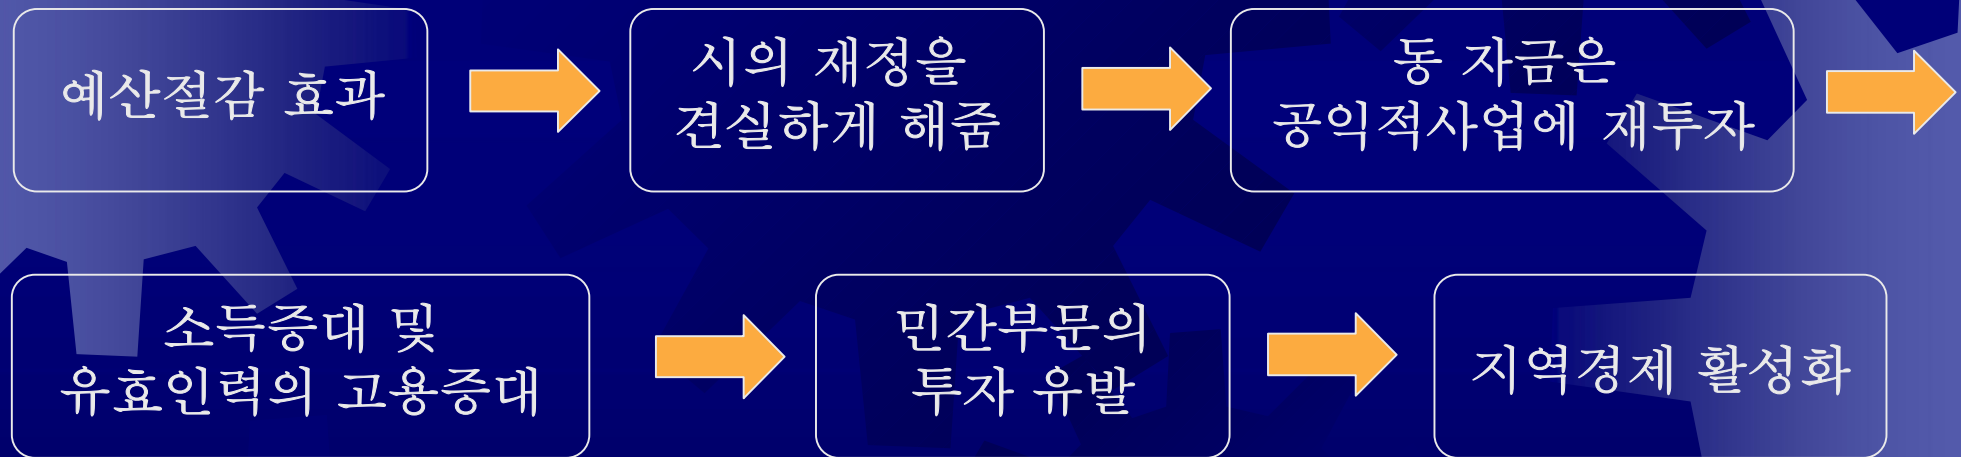 예산절감 효과
시의 재정을
견실하게 해줌
동 자금은
공익적사업에 재투자
소득증대 및
유효인력의 고용증대
민간부문의
투자 유발
지역경제 활성화